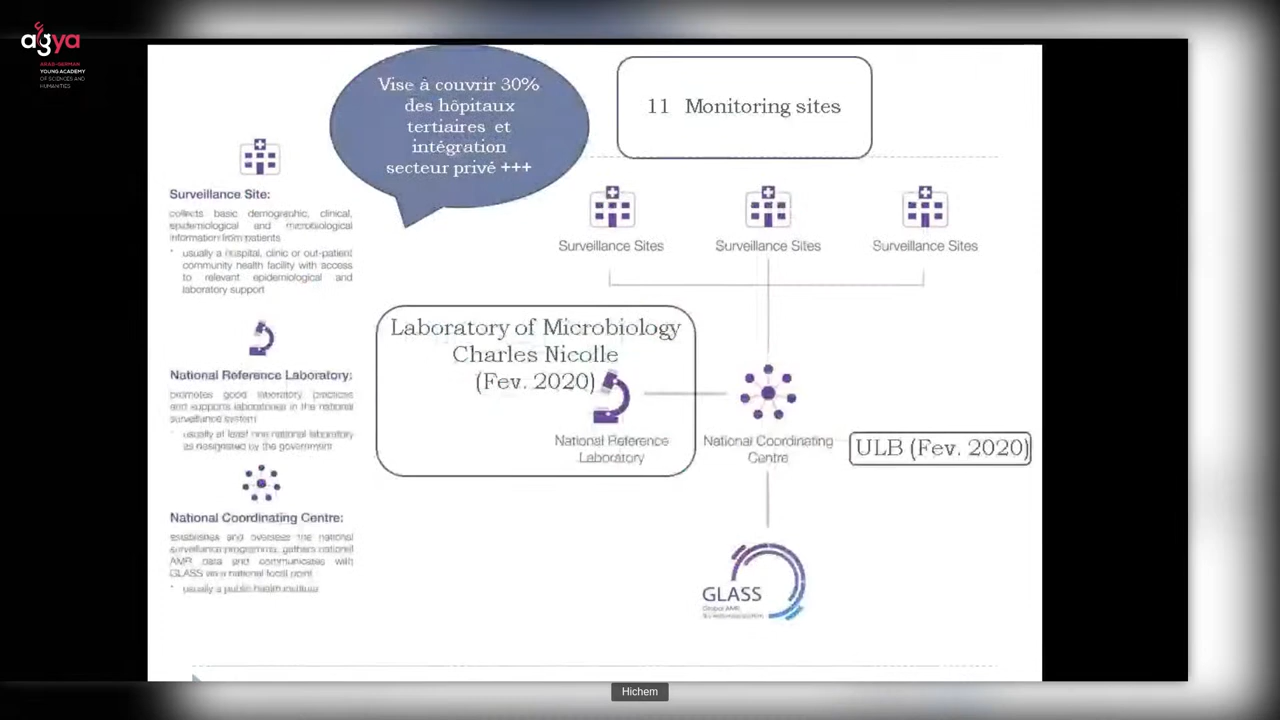 agya
ARAB-GERMAN
YOUNG ACADEMY
OF SCIENCES AND
HUMANITIES
Vise à couvrir 30%
des hôpitaux
tertiaires et
intégration
secteur privé +++
11 Monitoring sites
Surveillance Site:
collects basic demographic, clinical,
epidemiological and microbiological
information from patients
usually a hospital, clinic or out-patient
community health facility with access
to relevant epidemiological and
laboratory support
Surveillance Sites
Surveillance Sites
Surveillance Sites
Laboratory of Microbiology
Charles Nicolle
(Fev. 2020)
National Reference
Laboratory
National Coordinating
Centre
ULB (Fev. 2020)
National Reference Laboratory:
promotes good laboratory practices
and supports laboratories in the national
surveillance system
usually at least one national laboratory
as designated by the government
National Coordinating Centre:
establishes and oversees the national
surveillance programme, gathers national
AMR data and communicates with
GLASS as a national focal point
usually a public health institute
GLASS
Hichem